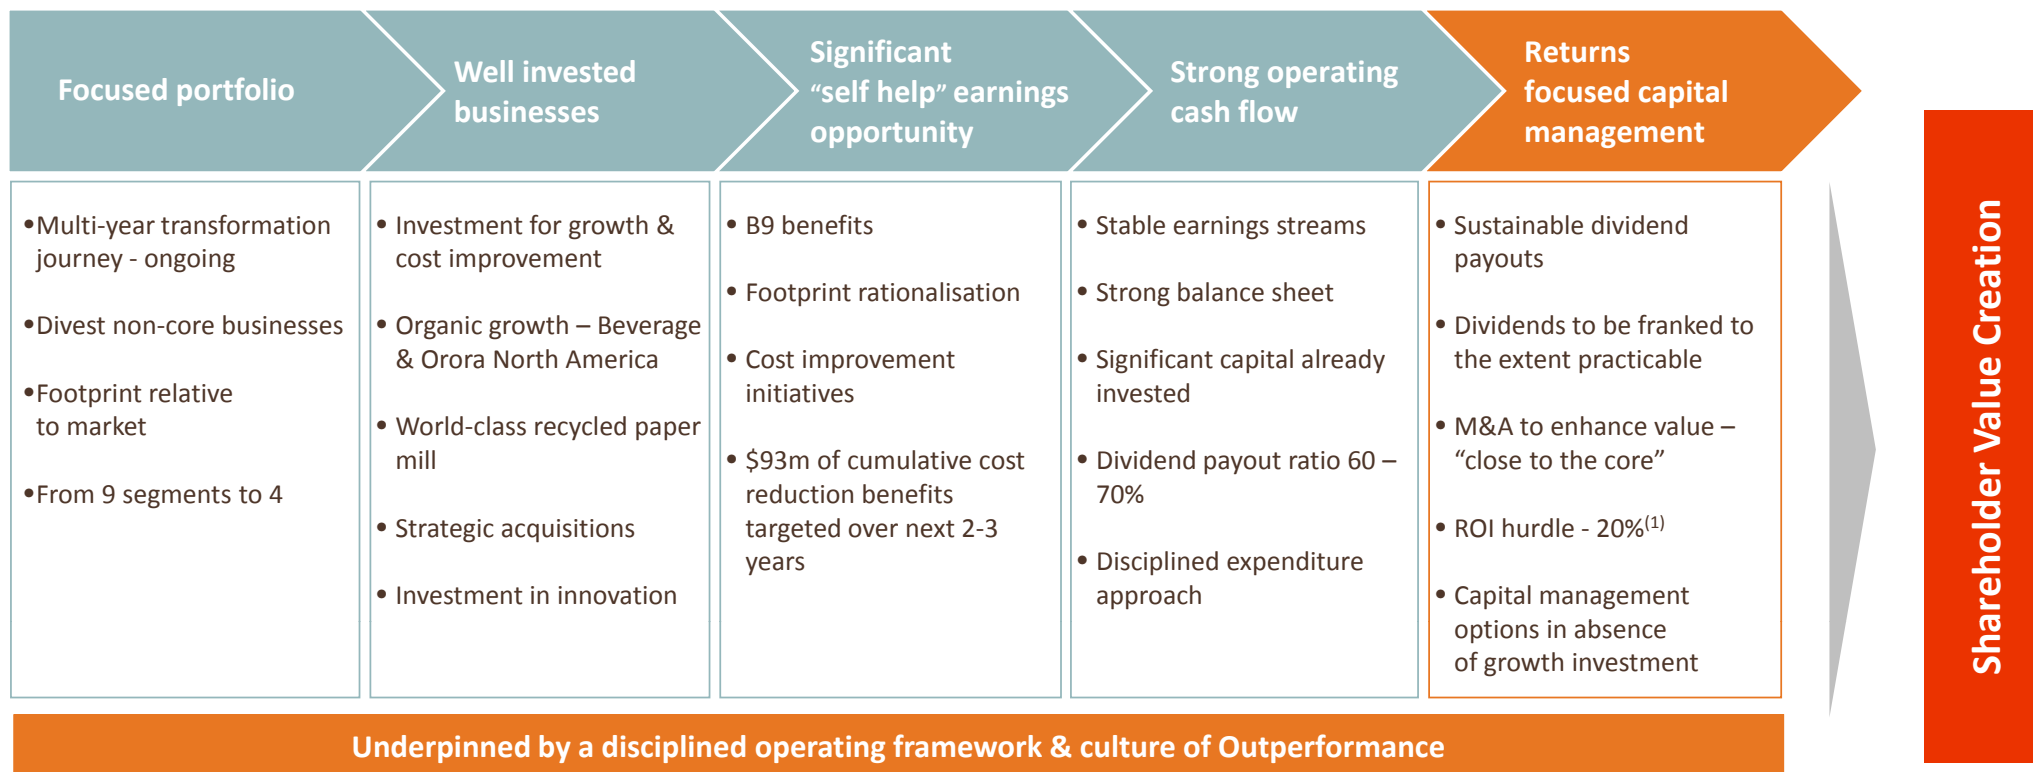 Focused portfolio
Well invested
businesses
Significant
“self help” earnings
opportunity
Strong operating
cash flow
Returns
focused capital
management
•Multi-year transformation
journey - ongoing
•Divest non-core businesses
•Footprint relative
to market
•From 9 segments to 4
• Investment for growth &
cost improvement
• Organic growth – Beverage
& Orora North America
• World-class recycled paper
mill
• Strategic acquisitions
• Investment in innovation
• B9 benefits
• Footprint rationalisation
• Cost improvement
initiatives
• $93m of cumulative cost
reduction benefits
targeted over next 2-3
years
• Stable earnings streams
• Strong balance sheet
• Significant capital already
invested
• Dividend payout ratio 60 –
70%
• Disciplined expenditure
approach
• Sustainable dividend
payouts
• Dividends to be franked to
the extent practicable
• M&A to enhance value –
“close to the core”
• ROI hurdle - 20%(1)
• Capital management
options in absence
of growth investment
Shareholder Value Creation
Underpinned by a disciplined operating framework & culture of Outperformance